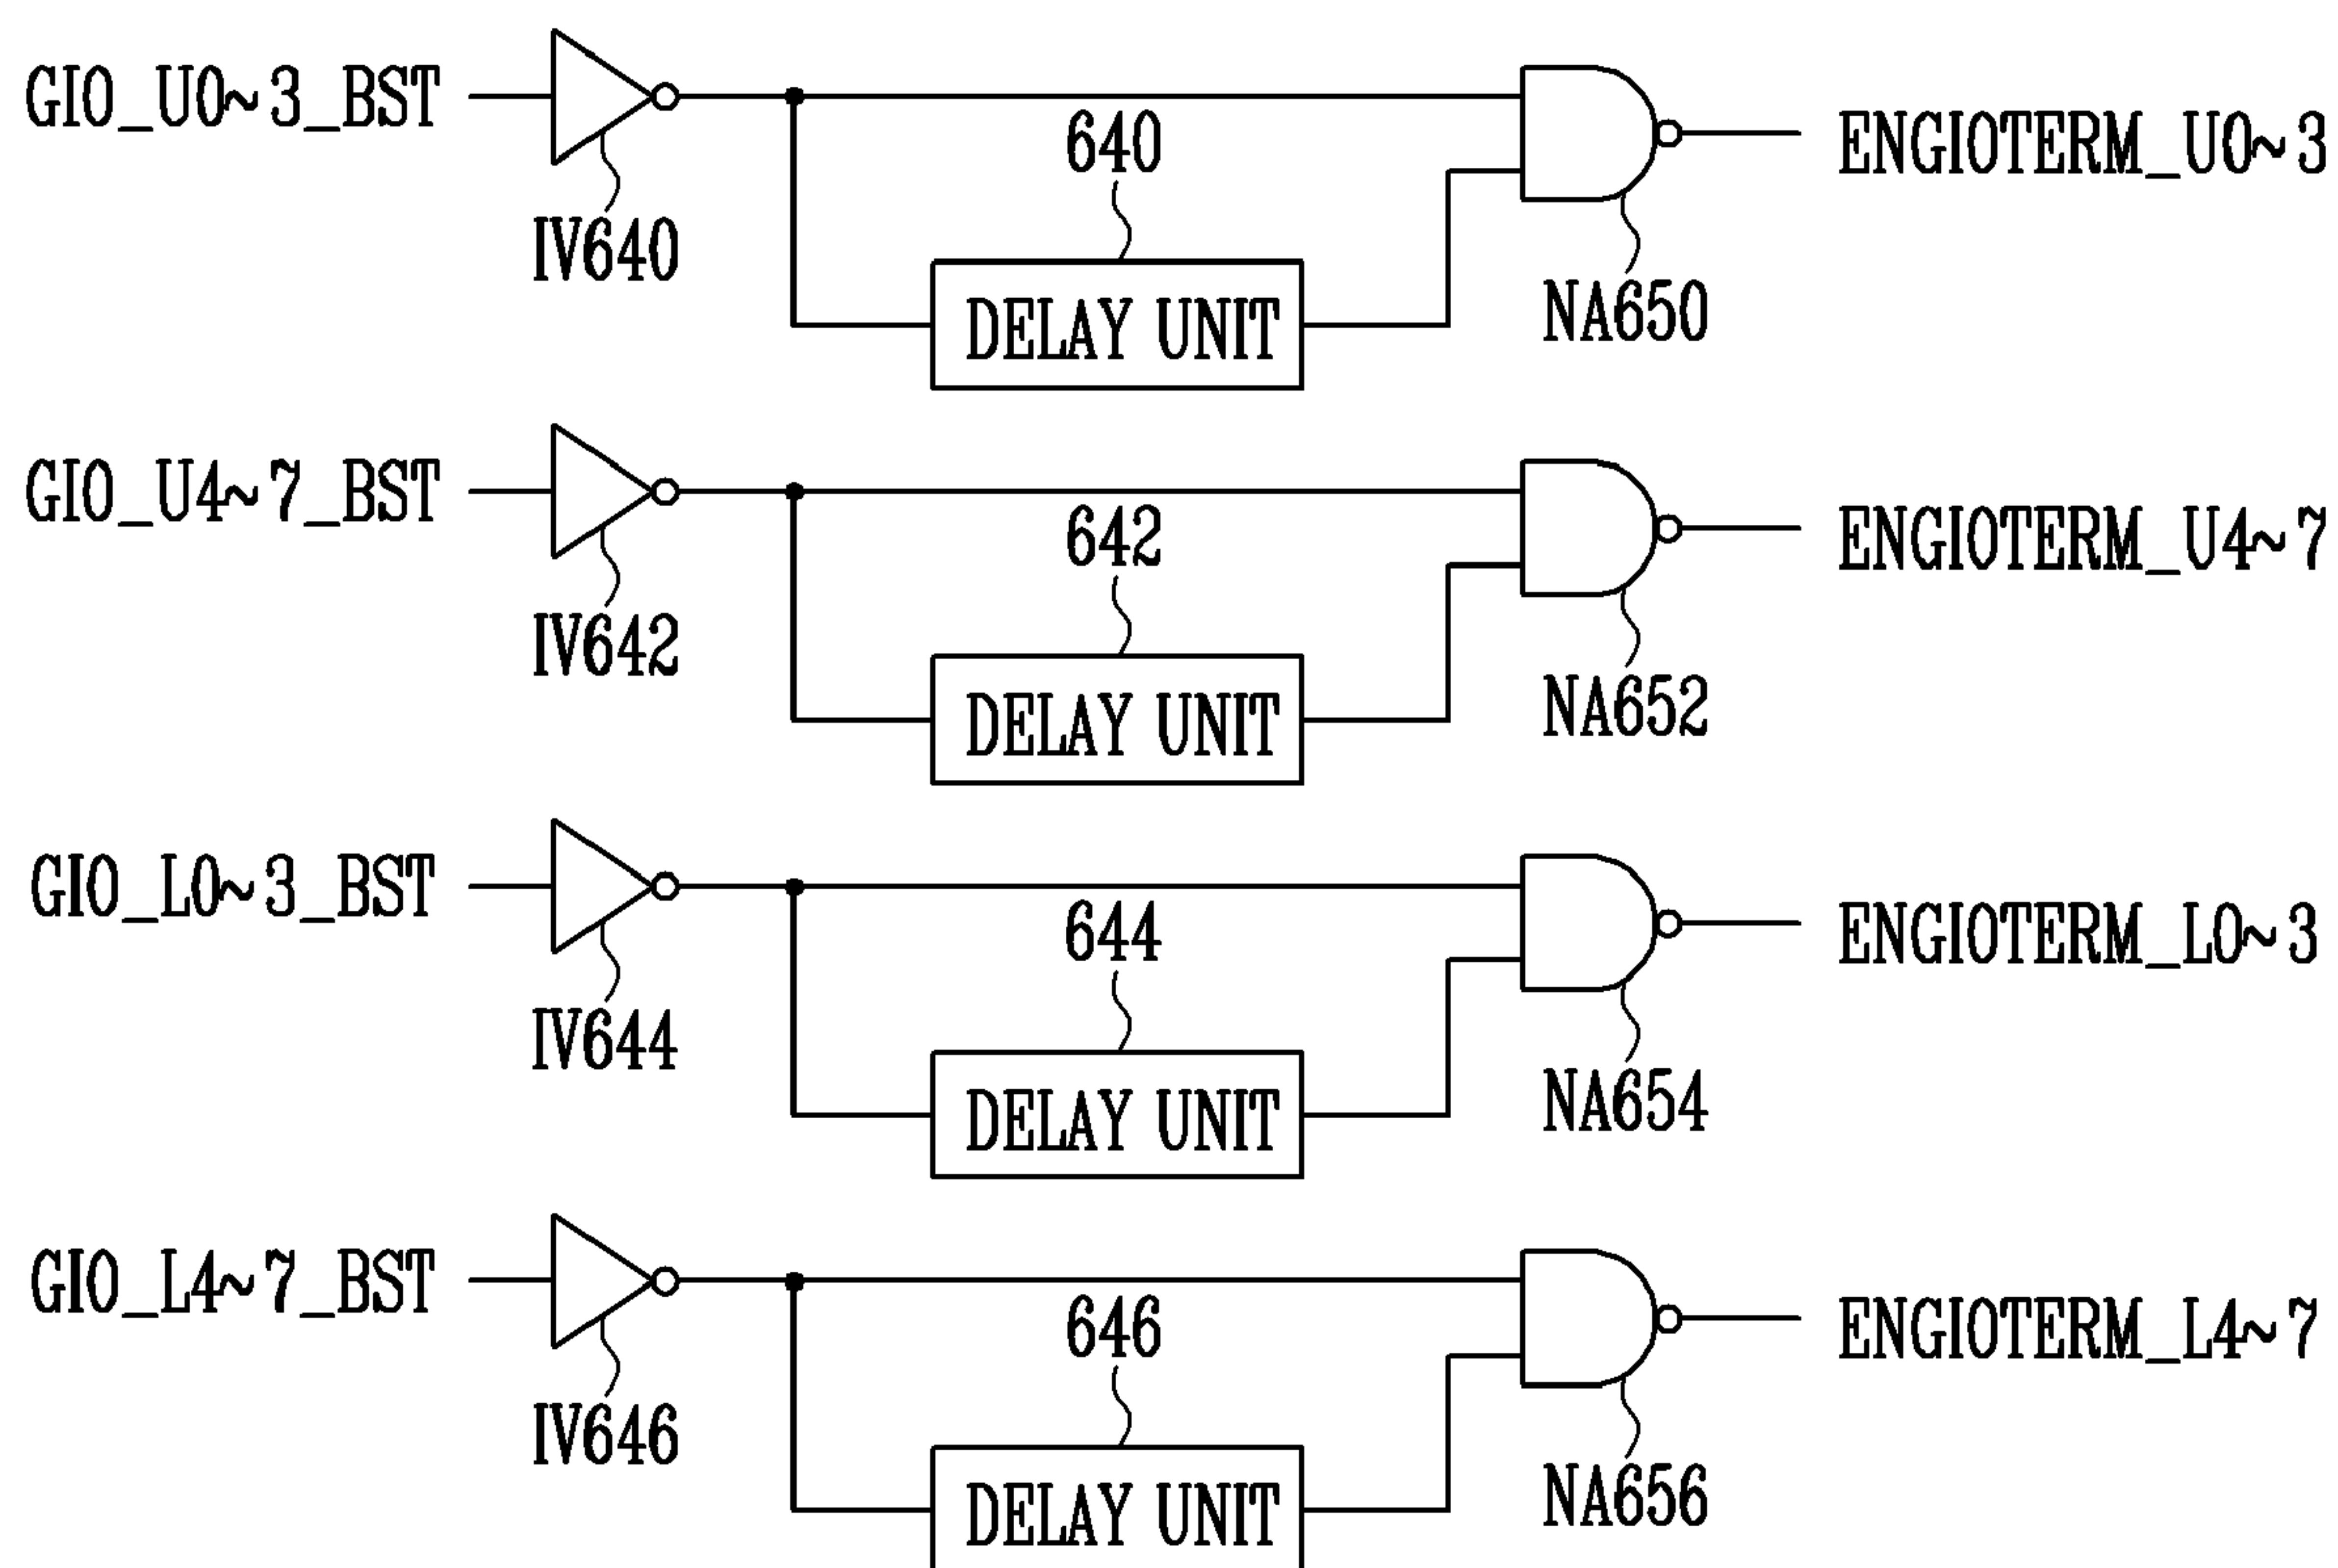 GIO_U0~3_BST
IV640
640
DELAY UNIT
NA650
ENGIOTERM_U0~3
GIO_U4~7_BST
IV642
642
DELAY UNIT
NA652
ENGIOTERM_U4~7
GIO_L0~3_BST
IV644
644
DELAY UNIT
NA654
ENGIOTERM_L0~3
GIO_L4~7_BST
IV646
646
DELAY UNIT
NA656
ENGIOTERM_L4~7